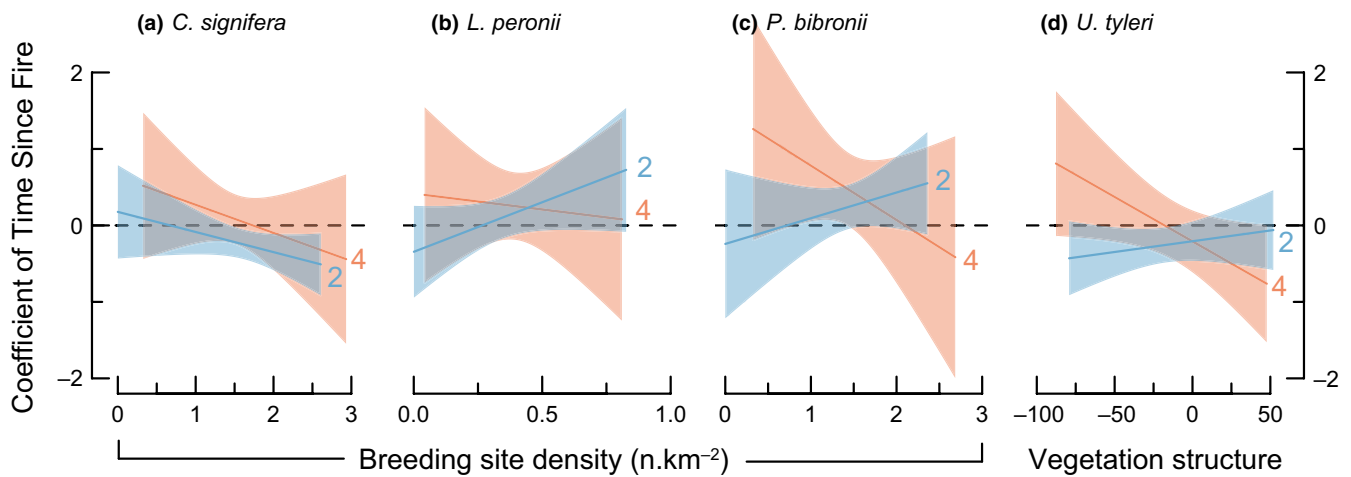 (a) C. signifera
(b) L. peronii
(c) P. bibronii
(d) U. tyleri
Coefficient of Time Since Fire
2
0
–2
2
4
2
4
2
4
2
4
2
0
–2
0 1 2 3
0.0 0.5 1.0
0 1 2 3
–100 –50 0 50
Breeding site density (n.km–2)
Vegetation structure